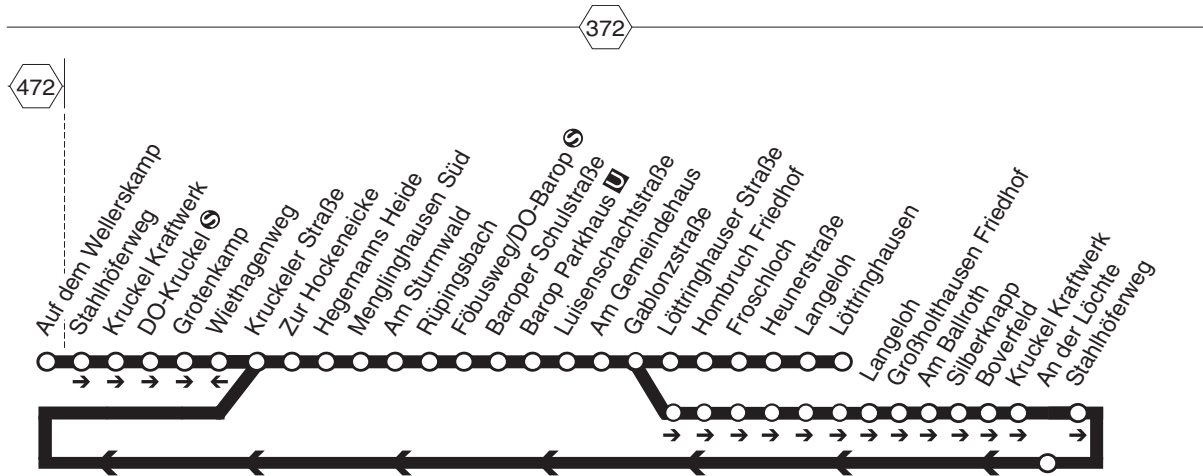 372
472
Auf dem Wellerskamp
Stahlhöferweg
Kruckel Kraftwerk
DO-Kruckel S
Grotenkamp
Wiethagenweg
Kruckeler Straße
Zur Hockeneicke
Hegemanns Heide
Menglinghausen Süd
Am Sturmwald
Rüpingsbach
Föbusweg/DO-Barop S
Baroper Schulstraße
Barop Parkhaus U
Luisenschachtstraße
Am Gemeindehaus
Gablonzstraße
Löttringhauser Straße
Hombruch Friedhof
Froschloch
Heunerstraße
Langeloh
Löttringhausen
Langeloh
Großholthausen Friedhof
Am Ballroth
Silberknapp
Boverfeld
Kruckel Kraftwerk
An der Löchte
Stahlhöferweg